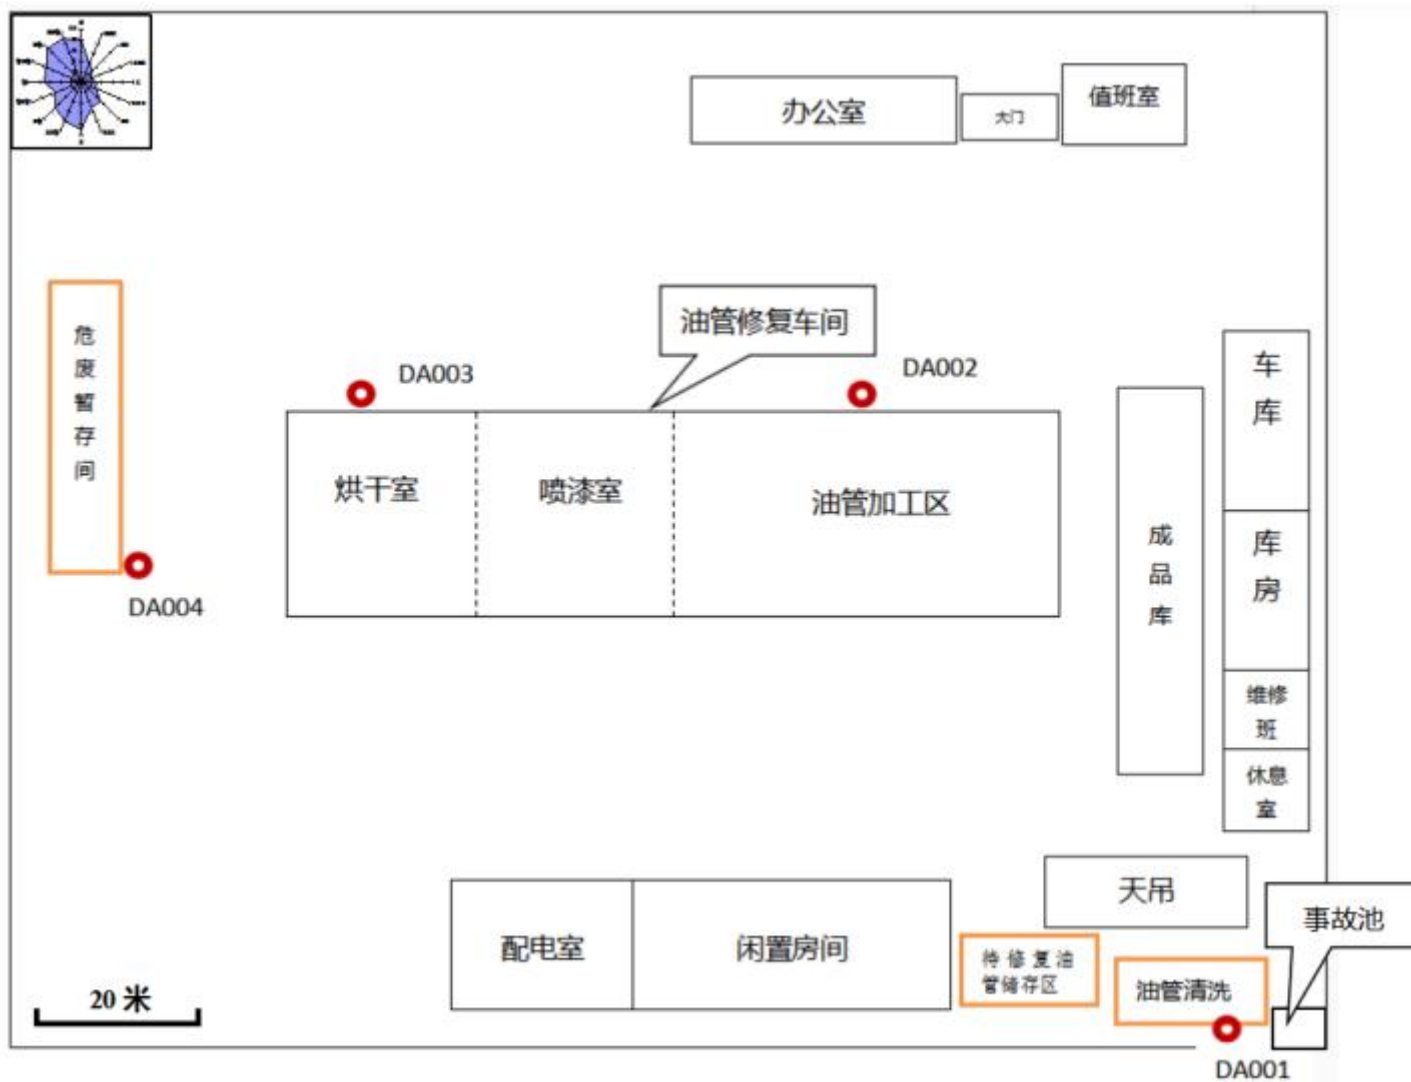 办公室
大门
值班室
危
废
暂
存
间
油管修复车间
DA003
DA002
烘干室
喷漆室
油管加工区
DA004
成
品
库
车
库
库
房
维修
班
休息
室
天吊
事故池
配电室
闲置房间
待修复油
管储存区
油管清洗
20 米
DA001